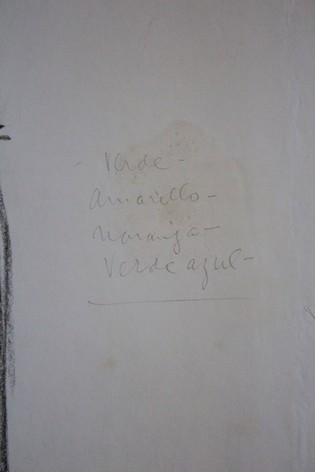 Verde -
Amarillo -
naranja -
Verde azul -